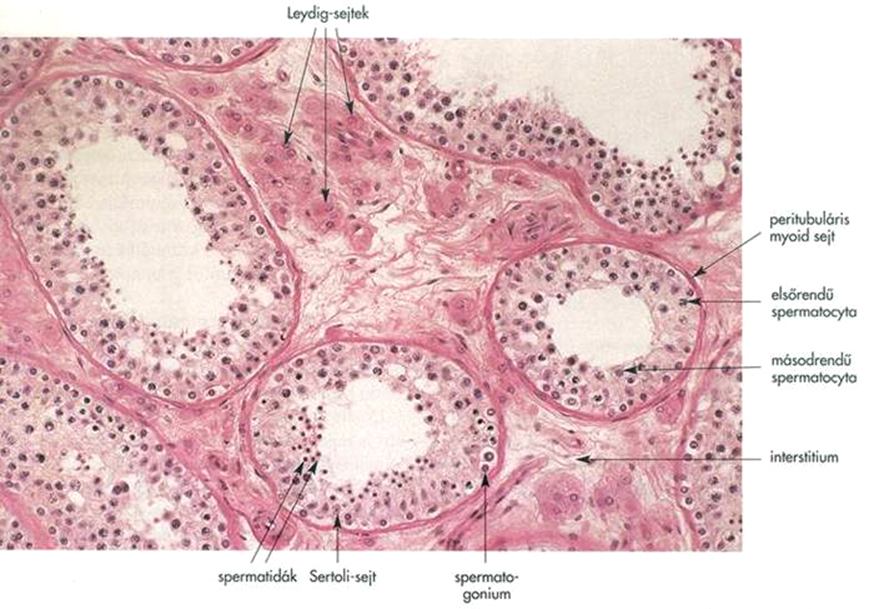 Leydig-sejtek
peritubuláris
myoid sejt
elsőrendű
spermatocyta
másodrendű
spermatocyta
interstitium
spermatidák
Sertoli-sejt
spermato-
gonium